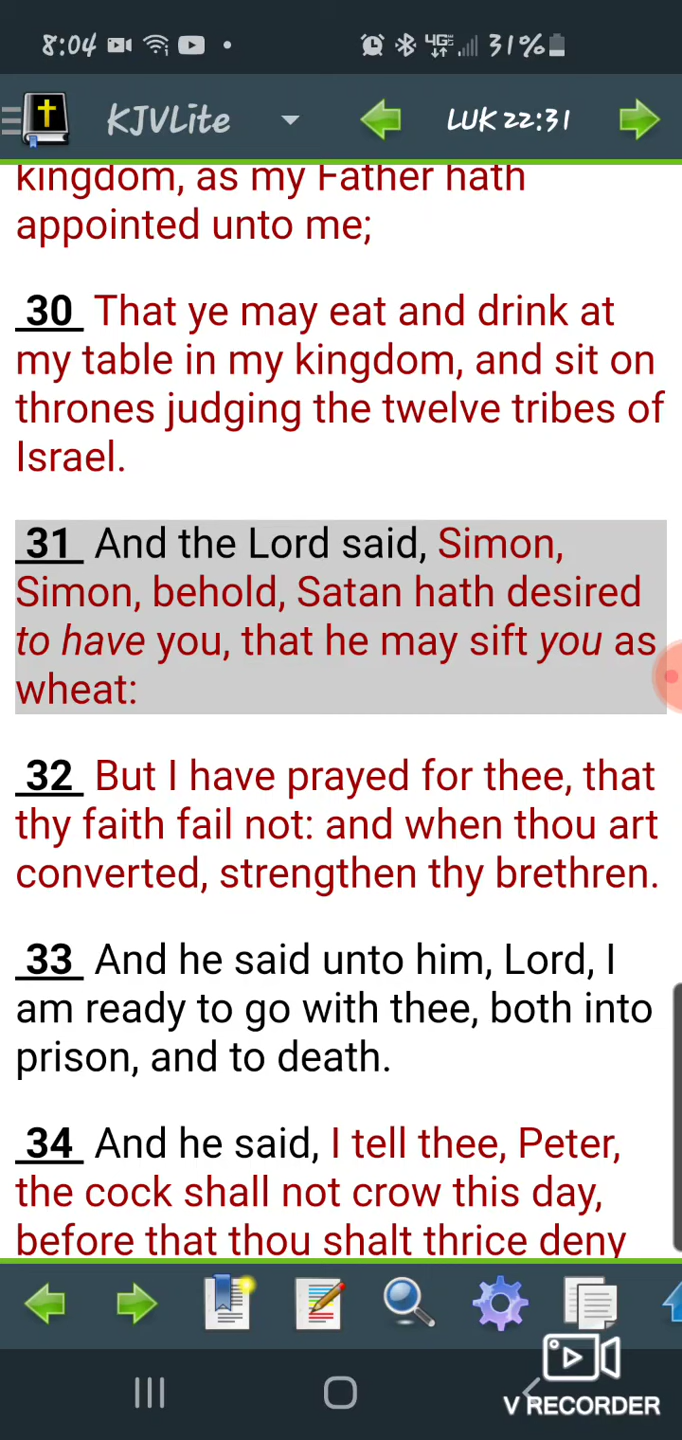 8:04 4G 31%
KJVLite LUK 22:31
kingdom, as my Father hath
appointed unto me;
30 That ye may eat and drink at
my table in my kingdom, and sit on
thrones judging the twelve tribes of
Israel.
31 And the Lord said, Simon,
Simon, behold, Satan hath desired
to have you, that he may sift you as
wheat:
32 But I have prayed for thee, that
thy faith fail not: and when thou art
converted, strengthen thy brethren.
33 And he said unto him, Lord, I
am ready to go with thee, both into
prison, and to death.
34 And he said, I tell thee, Peter,
the cock shall not crow this day,
before that thou shalt thrice deny
V RECORDER